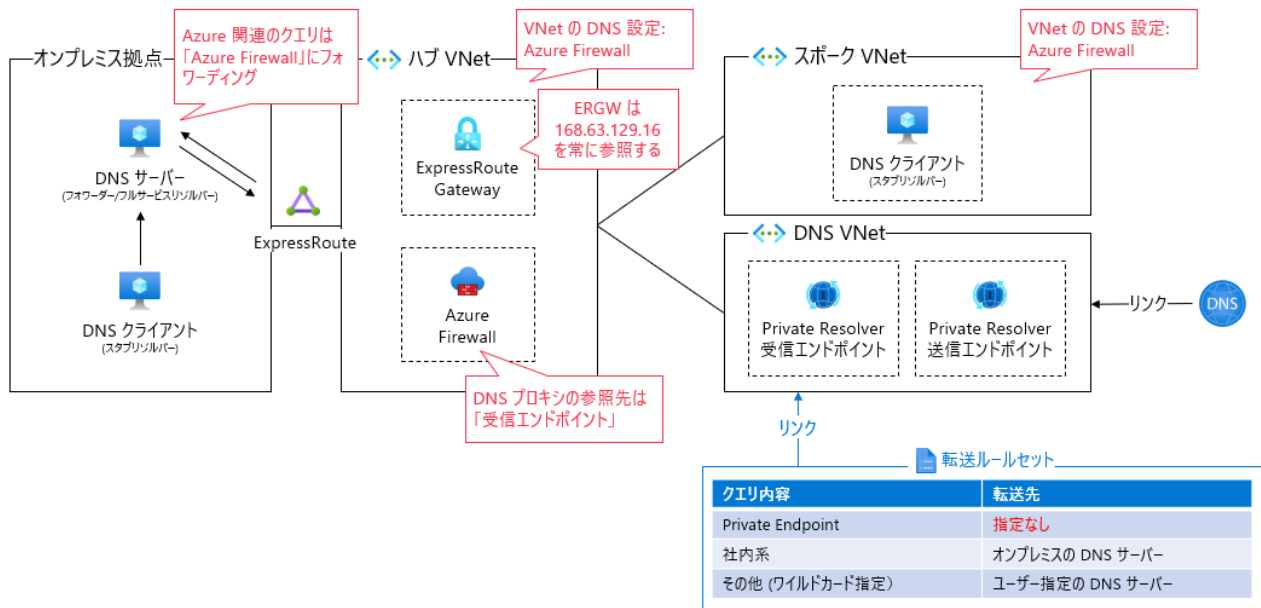 Azure 関連のクエリは
「Azure Firewall」にフォ
ワーディング
オンプレミス拠点
DNS サーバー
(フォワーダー/フルサービスリゾルバー)
DNS クライアント
(スタブリゾルバー)
ExpressRoute
ハブ VNet
VNet の DNS 設定:
Azure Firewall
ERGW は
168.63.129.16
を常に参照する
ExpressRoute
Gateway
Azure
Firewall
DNS プロキシの参照先は
「受信エンドポイント」
スポーク VNet
VNet の DNS 設定:
Azure Firewall
DNS クライアント
(スタブリゾルバー)
DNS VNet
Private Resolver
受信エンドポイント
Private Resolver
送信エンドポイント
リンク
DNS
リンク
転送ルールセット
クエリ内容 転送先
Private Endpoint 指定なし
社内系 オンプレミスの DNS サーバー
その他 (ワイルドカード指定) ユーザー指定の DNS サーバー